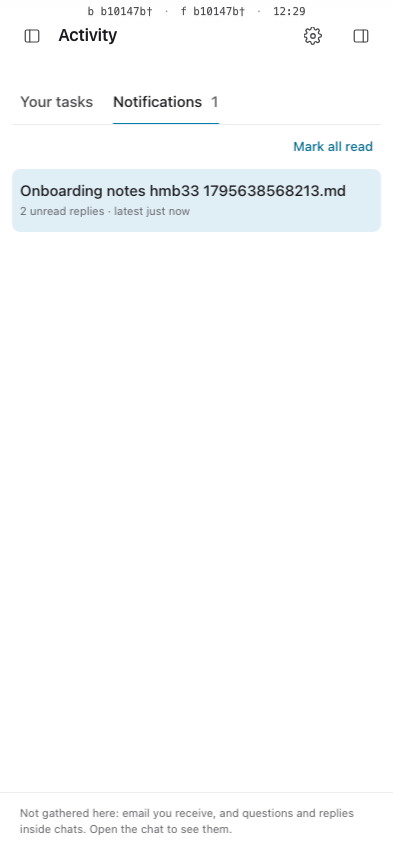 b b10147b† · f b10147b† · 12:29
Activity
Your tasks Notifications 1
Mark all read
Onboarding notes hmb33 1795638568213.md
2 unread replies · latest just now
Not gathered here: email you receive, and questions and replies
inside chats. Open the chat to see them.